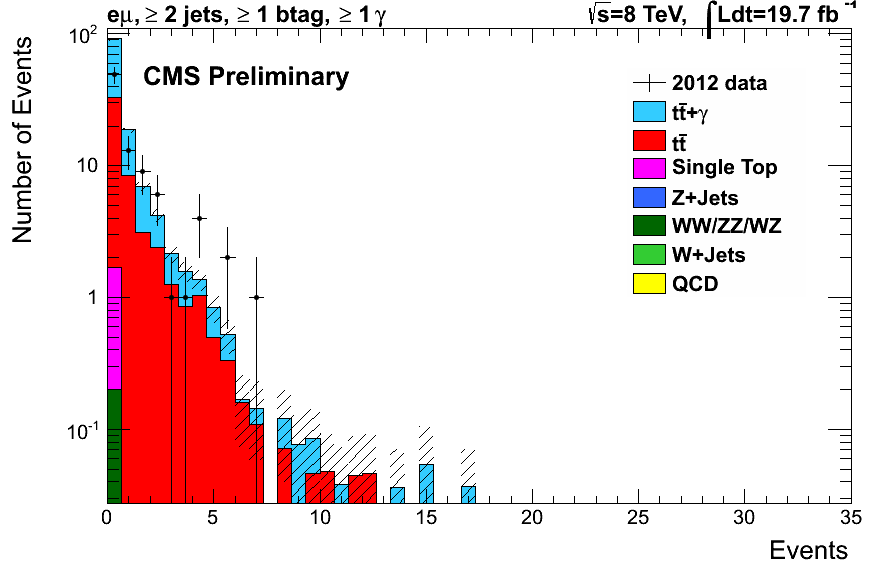 eμ, ≥ 2 jets, ≥ 1 btag, ≥ 1 γ
√s=8 TeV, ∫Ldt=19.7 fb⁻¹
CMS Preliminary
2012 data
tt̄+γ
tt̄
Single Top
Z+Jets
WW/ZZ/WZ
W+Jets
QCD
Number of Events
10²
10
1
10⁻¹
0 5 10 15 20 25 30 35
Events